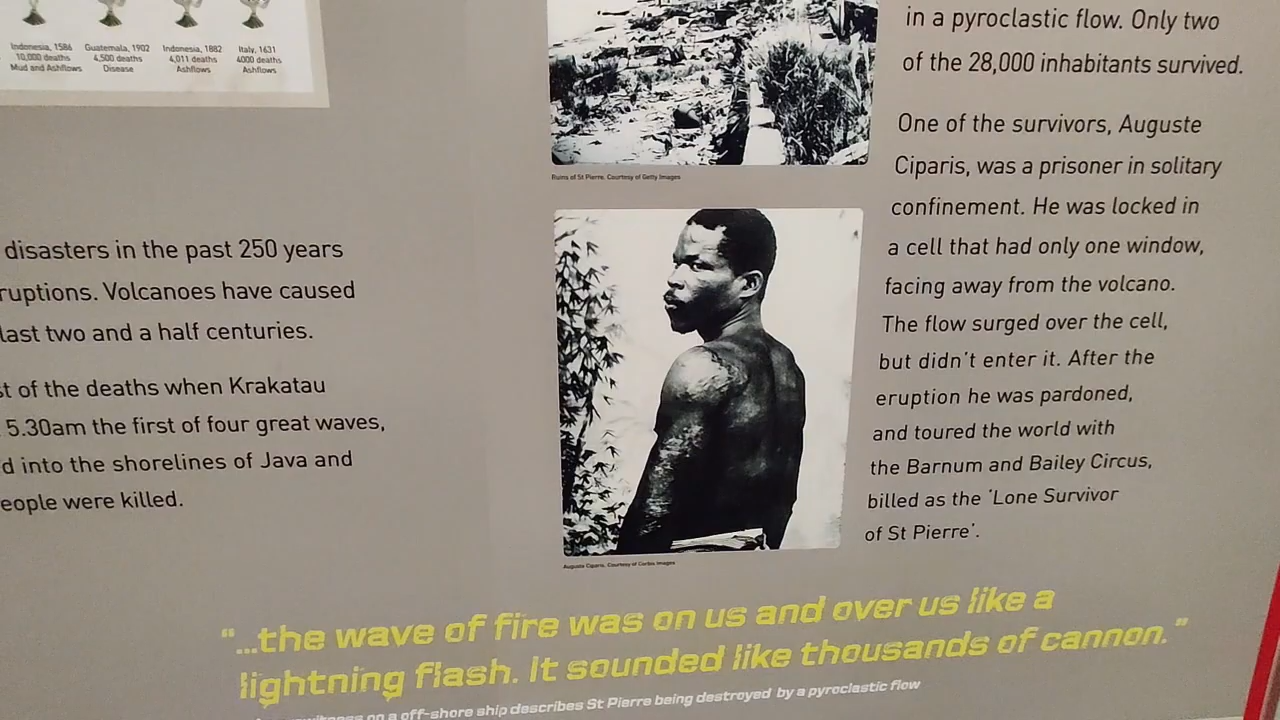 Indonesia, 1586
10,000 deaths
Mud and Ashflows
Guatemala, 1902
4,500 deaths
Disease
Indonesia, 1882
4,011 deaths
Ashflows
Italy, 1631
4000 deaths
Ashflows
disasters in the past 250 years
ruptions. Volcanoes have caused
last two and a half centuries.
st of the deaths when Krakatau
5.30am the first of four great waves,
d into the shorelines of Java and
eople were killed.
Ruins of St Pierre, Courtesy of Getty Images
Auguste Ciparis, Courtesy of Corbis Images
in a pyroclastic flow. Only two
of the 28,000 inhabitants survived.
One of the survivors, Auguste
Ciparis, was a prisoner in solitary
confinement. He was locked in
a cell that had only one window,
facing away from the volcano.
The flow surged over the cell,
but didn't enter it. After the
eruption he was pardoned,
and toured the world with
the Barnum and Bailey Circus,
billed as the 'Lone Survivor
of St Pierre'.
"...the wave of fire was on us and over us like a
lightning flash. It sounded like thousands of cannon."
on a off-shore ship describes St Pierre being destroyed by a pyroclastic flow